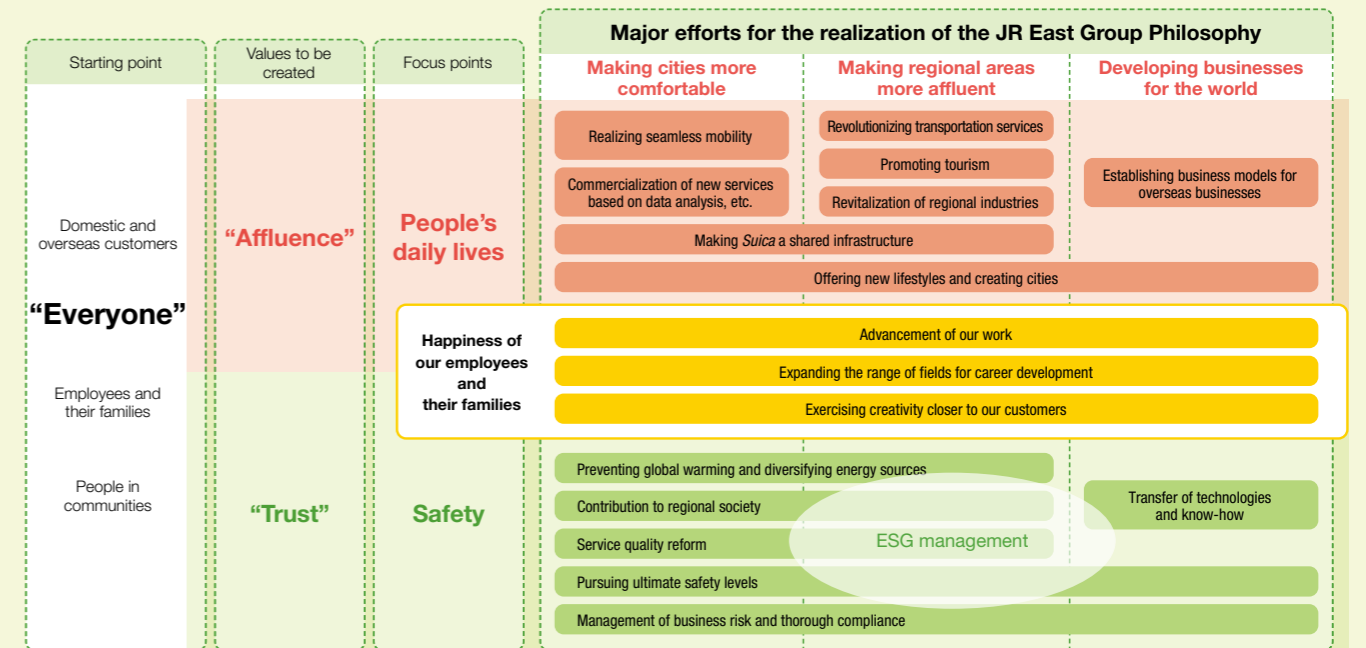 Major efforts for the realization of the JR East Group Philosophy
Starting point
Values to be
created
Focus points
Making cities more
comfortable
Making regional areas
more affluent
Developing businesses
for the world
Domestic and
overseas customers
“Everyone”
Employees and
their families
People in
communities
“Affluence”
“Trust”
People’s
daily lives
Safety
Realizing seamless mobility
Commercialization of new services
based on data analysis, etc.
Revolutionizing transportation services
Promoting tourism
Revitalization of regional industries
Establishing business models for
overseas businesses
Making Suica a shared infrastructure
Offering new lifestyles and creating cities
Happiness of
our employees
and
their families
Advancement of our work
Expanding the range of fields for career development
Exercising creativity closer to our customers
Preventing global warming and diversifying energy sources
Contribution to regional society
Service quality reform
ESG management
Transfer of technologies
and know-how
Pursuing ultimate safety levels
Management of business risk and thorough compliance